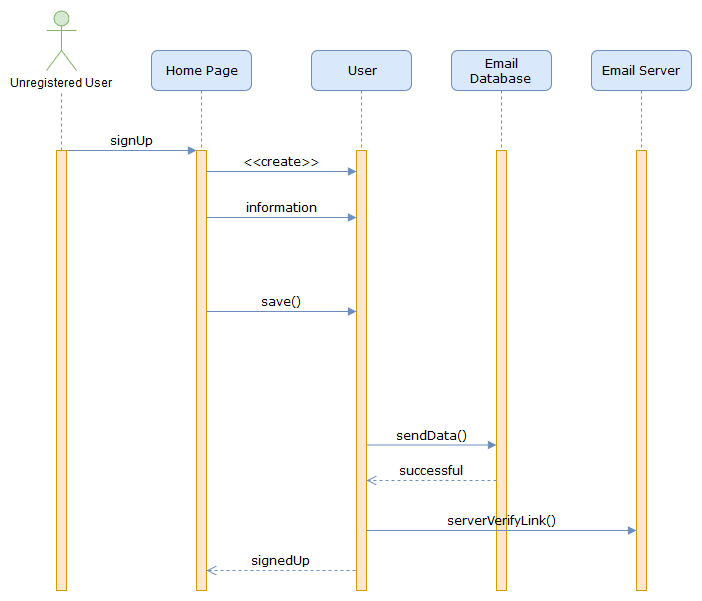 Unregistered User
Home Page
User
Email
Database
Email Server
signUp
<<create>>
information
save()
sendData()
successful
serverVerifyLink()
signedUp